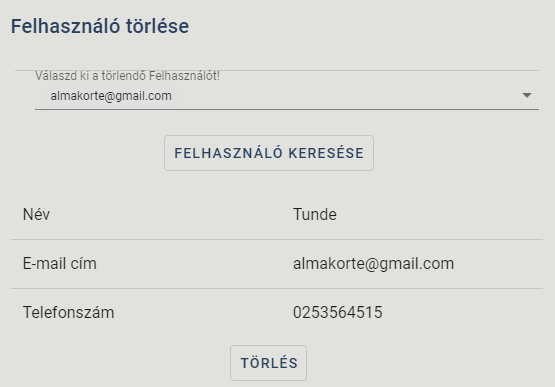 Felhasználó törlése
Válaszd ki a törlendő Felhasználót!
almakorte@gmail.com
FELHASZNÁLÓ KERESÉSE
Név Tunde
E-mail cím almakorte@gmail.com
Telefonszám 0253564515
TÖRLÉS